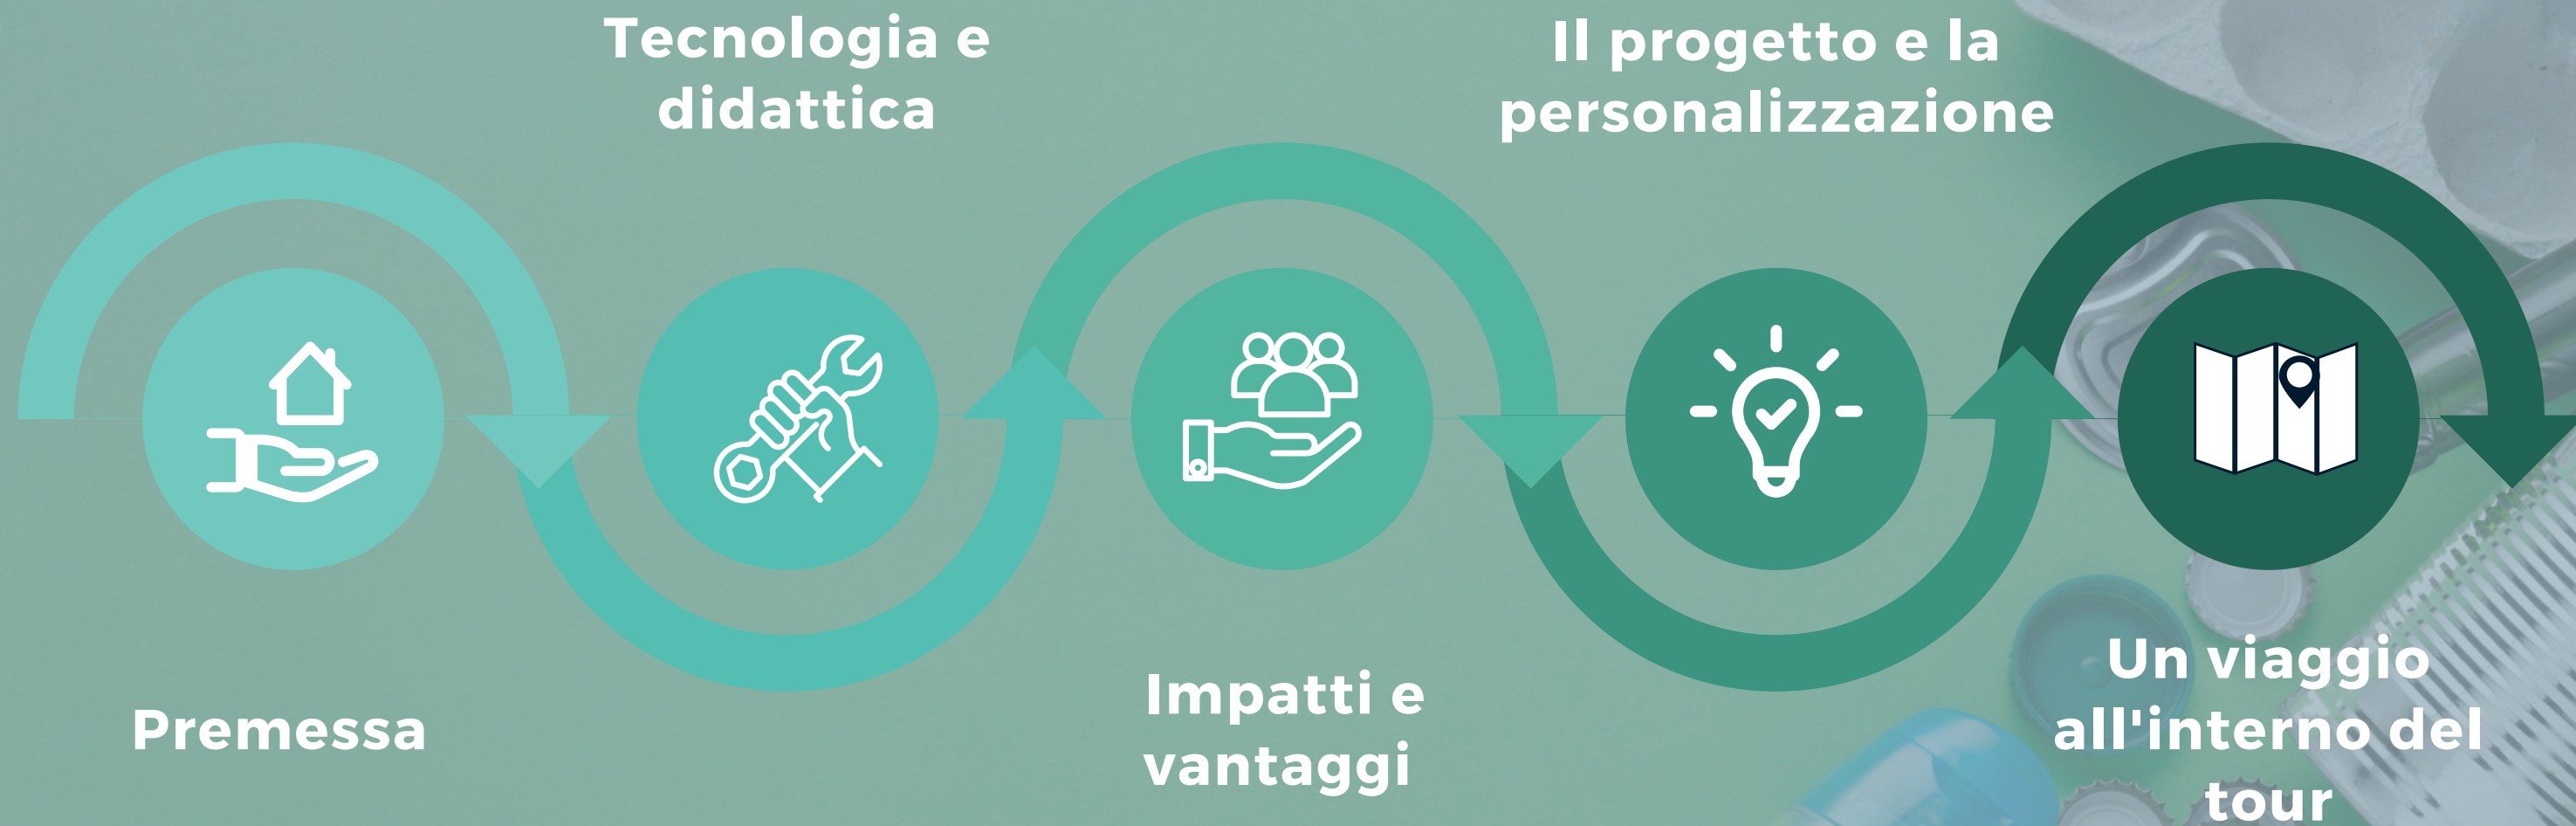 Premessa
Tecnologia e
didattica
Impatti e
vantaggi
Il progetto e la
personalizzazione
Un viaggio
all'interno del
tour